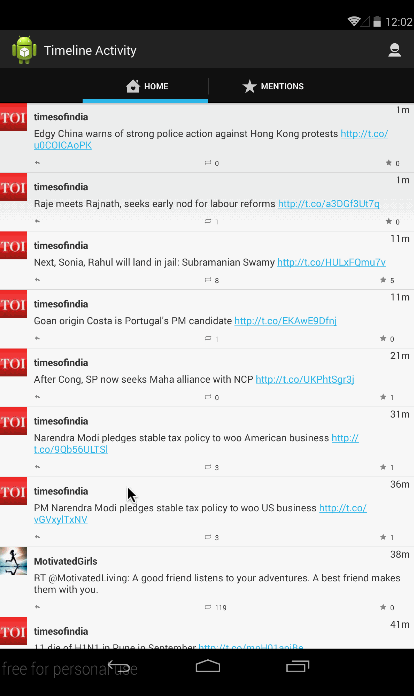 12:02
Timeline Activity
HOME
MENTIONS
TOI
timesofindia
1m
Edgy China warns of strong police action against Hong Kong protests http://t.co/
u0COICAoPK
0
0
TOI
timesofindia
1m
Raje meets Rajnath, seeks early nod for labour reforms http://t.co/a3DGf3Ut7q
1
0
TOI
timesofindia
11m
Next, Sonia, Rahul will land in jail: Subramanian Swamy http://t.co/HULxFQmu7v
8
5
TOI
timesofindia
11m
Goan origin Costa is Portugal's PM candidate http://t.co/EKAwE9Dfnj
1
0
TOI
timesofindia
21m
After Cong, SP now seeks Maha alliance with NCP http://t.co/UKPhtSgr3j
0
1
TOI
timesofindia
31m
Narendra Modi pledges stable tax policy to woo American business http://
t.co/9Qb56ULTSl
3
1
TOI
timesofindia
36m
PM Narendra Modi pledges stable tax policy to woo US business http://t.co/
vGVxylTxNV
3
1
MotivatedGirls
38m
RT @MotivatedLiving: A good friend listens to your adventures. A best friend makes
them with you.
119
0
TOI
timesofindia
41m
11 die of H1N1 in Pune in September
free for personal use